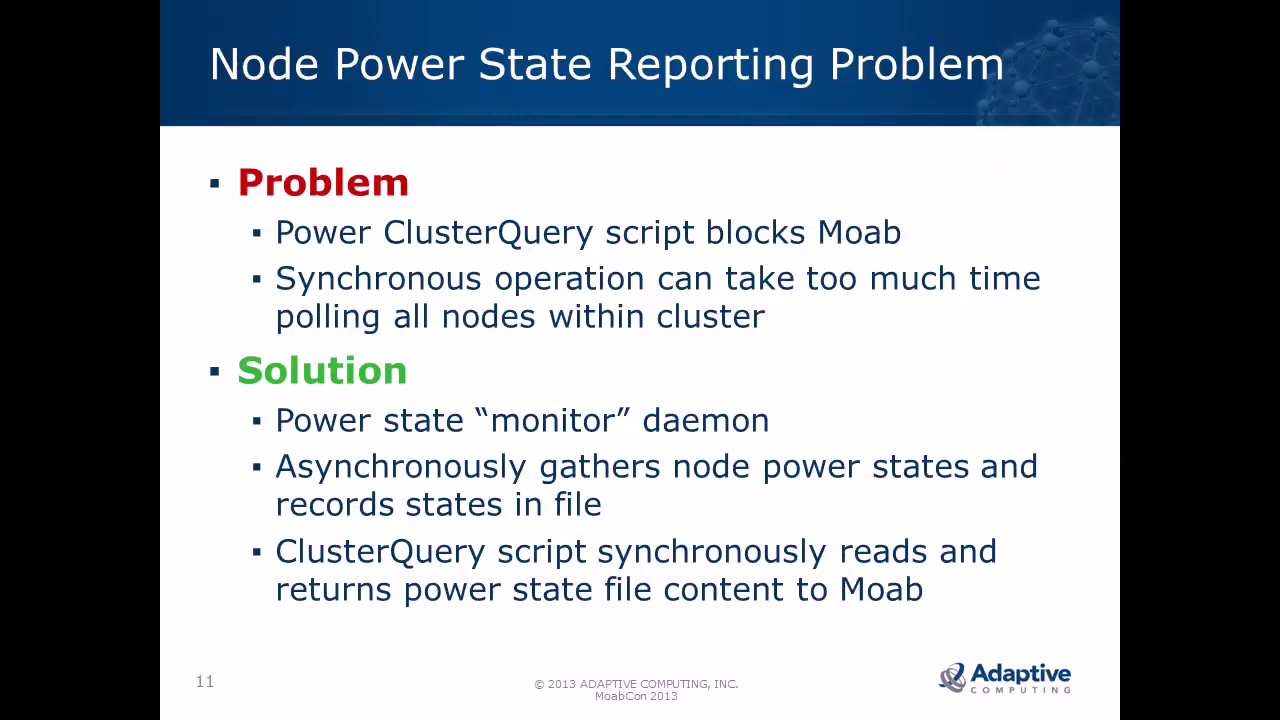 Node Power State Reporting Problem
▪ Problem
▪ Power ClusterQuery script blocks Moab
▪ Synchronous operation can take too much time
polling all nodes within cluster
▪ Solution
▪ Power state “monitor” daemon
▪ Asynchronously gathers node power states and
records states in file
▪ ClusterQuery script synchronously reads and
returns power state file content to Moab
11
© 2013 ADAPTIVE COMPUTING, INC.
MoabCon 2013
Adaptive
COMPUTING